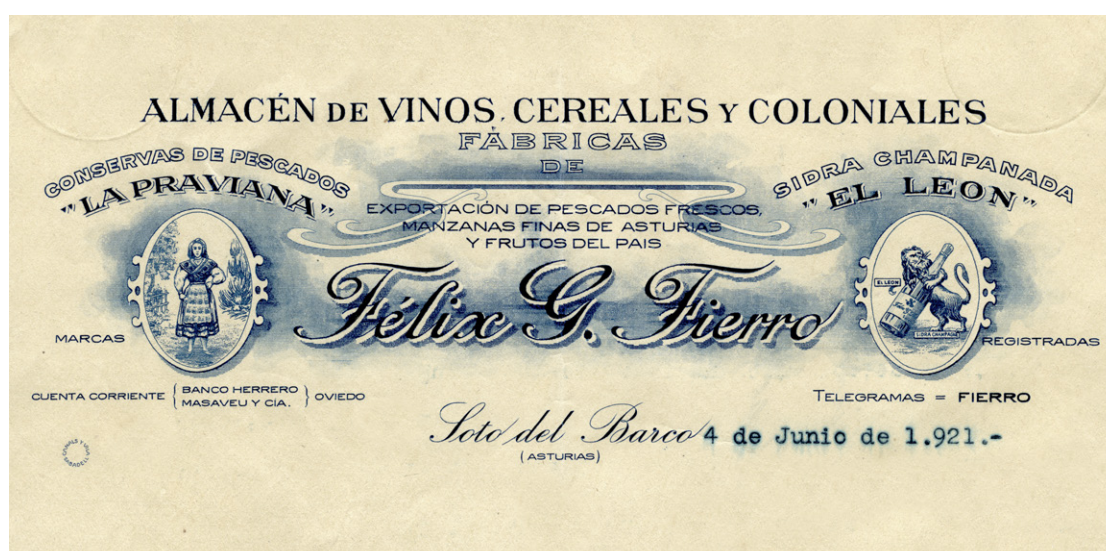 ALMACÉN DE VINOS, CEREALES Y COLONIALES
FÁBRICAS
DE
CONSERVAS DE PESCADOS
"LA PRAVIANA"
SIDRA CHAMPANADA
"EL LEON"
EXPORTACIÓN DE PESCADOS FRESCOS,
MANZANAS FINAS DE ASTURIAS
Y FRUTOS DEL PAIS
Félix G. Fierro
EL LEON
SIDRA CHAMPAÑADA
MARCAS
REGISTRADAS
CUENTA CORRIENTE { BANCO HERRERO } OVIEDO
MASAVEU Y CÍA.
TELEGRAMAS = FIERRO
Soto del Barco 4 de Junio de 1.921.-
(ASTURIAS)